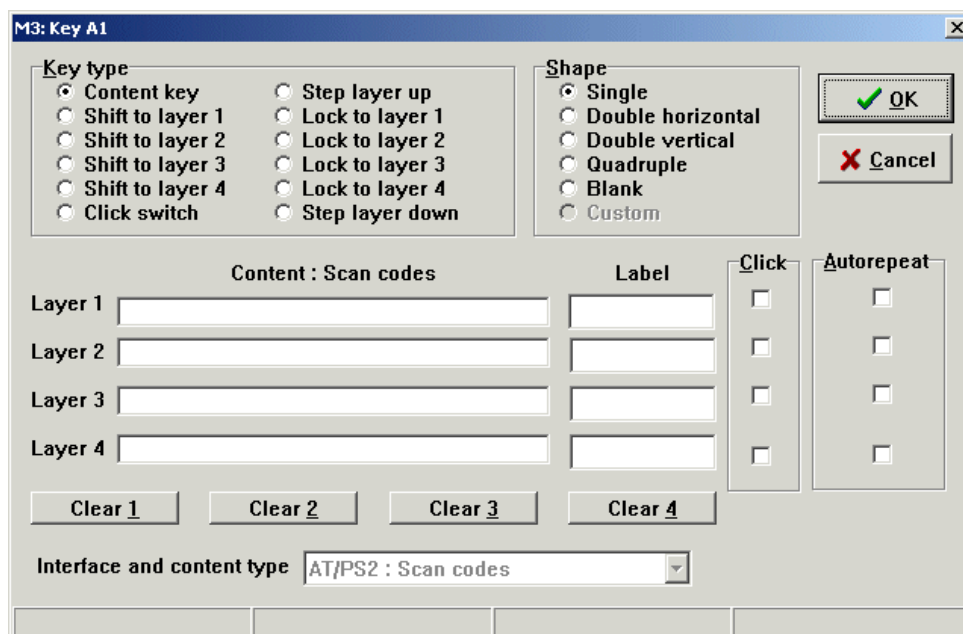 M3: Key A1
Key type
Content key
Shift to layer 1
Shift to layer 2
Shift to layer 3
Shift to layer 4
Click switch
Step layer up
Lock to layer 1
Lock to layer 2
Lock to layer 3
Lock to layer 4
Step layer down
Shape
Single
Double horizontal
Double vertical
Quadruple
Blank
Custom
OK
Cancel
Content : Scan codes
Label
Click
Autorepeat
Layer 1
Layer 2
Layer 3
Layer 4
Clear 1
Clear 2
Clear 3
Clear 4
Interface and content type
AT/PS2 : Scan codes